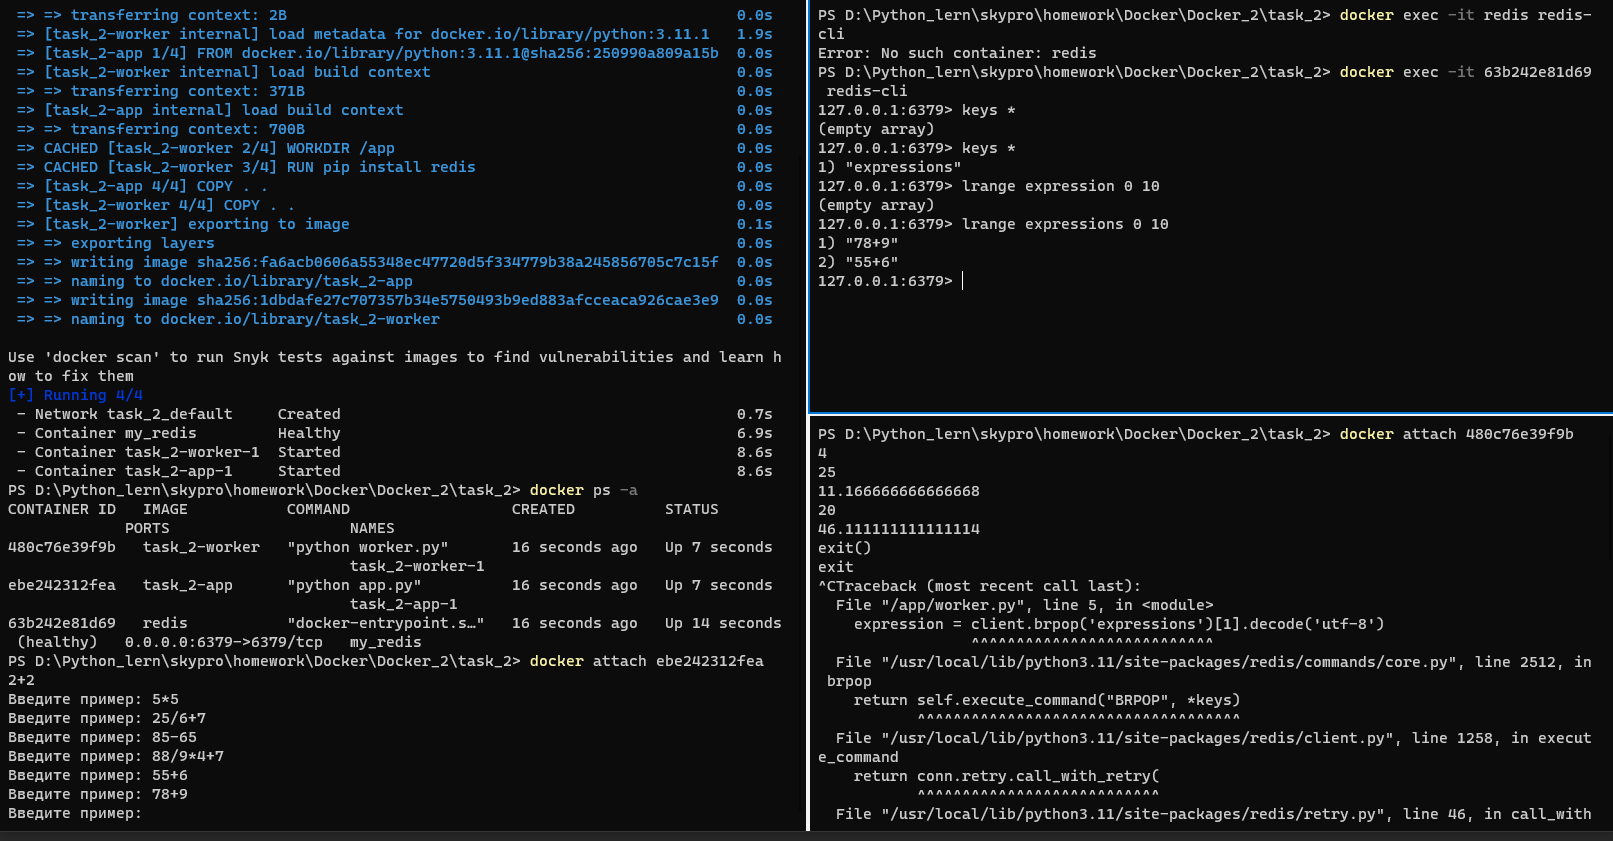 => => transferring context: 2B 0.0s
=> [task_2-worker internal] load metadata for docker.io/library/python:3.11.1 1.9s
=> [task_2-app 1/4] FROM docker.io/library/python:3.11.1@sha256:250990a809a15b 0.0s
=> [task_2-worker internal] load build context 0.0s
=> => transferring context: 371B 0.0s
=> [task_2-app internal] load build context 0.0s
=> => transferring context: 700B 0.0s
=> CACHED [task_2-worker 2/4] WORKDIR /app 0.0s
=> CACHED [task_2-worker 3/4] RUN pip install redis 0.0s
=> [task_2-app 4/4] COPY . . 0.0s
=> [task_2-worker 4/4] COPY . . 0.0s
=> [task_2-worker] exporting to image 0.1s
=> => exporting layers 0.0s
=> => writing image sha256:fa6acb0606a55348ec47720d5f334779b38a245856705c7c15f 0.0s
=> => naming to docker.io/library/task_2-app 0.0s
=> => writing image sha256:1dbdafe27c707357b34e5750493b9ed883afcceaca926cae3e9 0.0s
=> => naming to docker.io/library/task_2-worker 0.0s
Use 'docker scan' to run Snyk tests against images to find vulnerabilities and learn h
ow to fix them
[+] Running 4/4
- Network task_2_default Created 0.7s
- Container my_redis Healthy 6.9s
- Container task_2-worker-1 Started 8.6s
- Container task_2-app-1 Started 8.6s
PS D:\Python_lern\skypro\homework\Docker\Docker_2\task_2> docker ps -a
CONTAINER ID IMAGE COMMAND CREATED STATUS
PORTS NAMES
480c76e39f9b task_2-worker "python worker.py" 16 seconds ago Up 7 seconds
task_2-worker-1
ebe242312fea task_2-app "python app.py" 16 seconds ago Up 7 seconds
task_2-app-1
63b242e81d69 redis "docker-entrypoint.s…" 16 seconds ago Up 14 seconds
(healthy) 0.0.0.0:6379->6379/tcp my_redis
PS D:\Python_lern\skypro\homework\Docker\Docker_2\task_2> docker attach ebe242312fea
2+2
Введите пример: 5*5
Введите пример: 25/6+7
Введите пример: 85-65
Введите пример: 88/9*4+7
Введите пример: 55+6
Введите пример: 78+9
Введите пример:
PS D:\Python_lern\skypro\homework\Docker\Docker_2\task_2> docker exec -it redis redis-
cli
Error: No such container: redis
PS D:\Python_lern\skypro\homework\Docker\Docker_2\task_2> docker exec -it 63b242e81d69
redis-cli
127.0.0.1:6379> keys *
(empty array)
127.0.0.1:6379> keys *
1) "expressions"
127.0.0.1:6379> lrange expression 0 10
(empty array)
127.0.0.1:6379> lrange expressions 0 10
1) "78+9"
2) "55+6"
127.0.0.1:6379>
PS D:\Python_lern\skypro\homework\Docker\Docker_2\task_2> docker attach 480c76e39f9b
4
25
11.166666666666668
20
46.111111111111114
exit()
exit
^CTraceback (most recent call last):
File "/app/worker.py", line 5, in <module>
expression = client.brpop('expressions')[1].decode('utf-8')
^^^^^^^^^^^^^^^^^^^^^^^^^^^
File "/usr/local/lib/python3.11/site-packages/redis/commands/core.py", line 2512, in
brpop
return self.execute_command("BRPOP", *keys)
^^^^^^^^^^^^^^^^^^^^^^^^^^^^^^^^^^^^
File "/usr/local/lib/python3.11/site-packages/redis/client.py", line 1258, in execut
e_command
return conn.retry.call_with_retry(
^^^^^^^^^^^^^^^^^^^^^^^^^^^
File "/usr/local/lib/python3.11/site-packages/redis/retry.py", line 46, in call_with